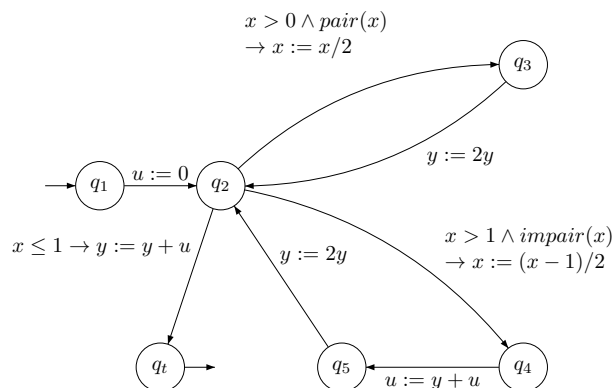 x > 0 ∧ pair(x)
→ x := x/2
q₃
y := 2y
q₁
u := 0
q₂
x ≤ 1 → y := y + u
y := 2y
x > 1 ∧ impair(x)
→ x := (x − 1)/2
qₜ
q₅
u := y + u
q₄